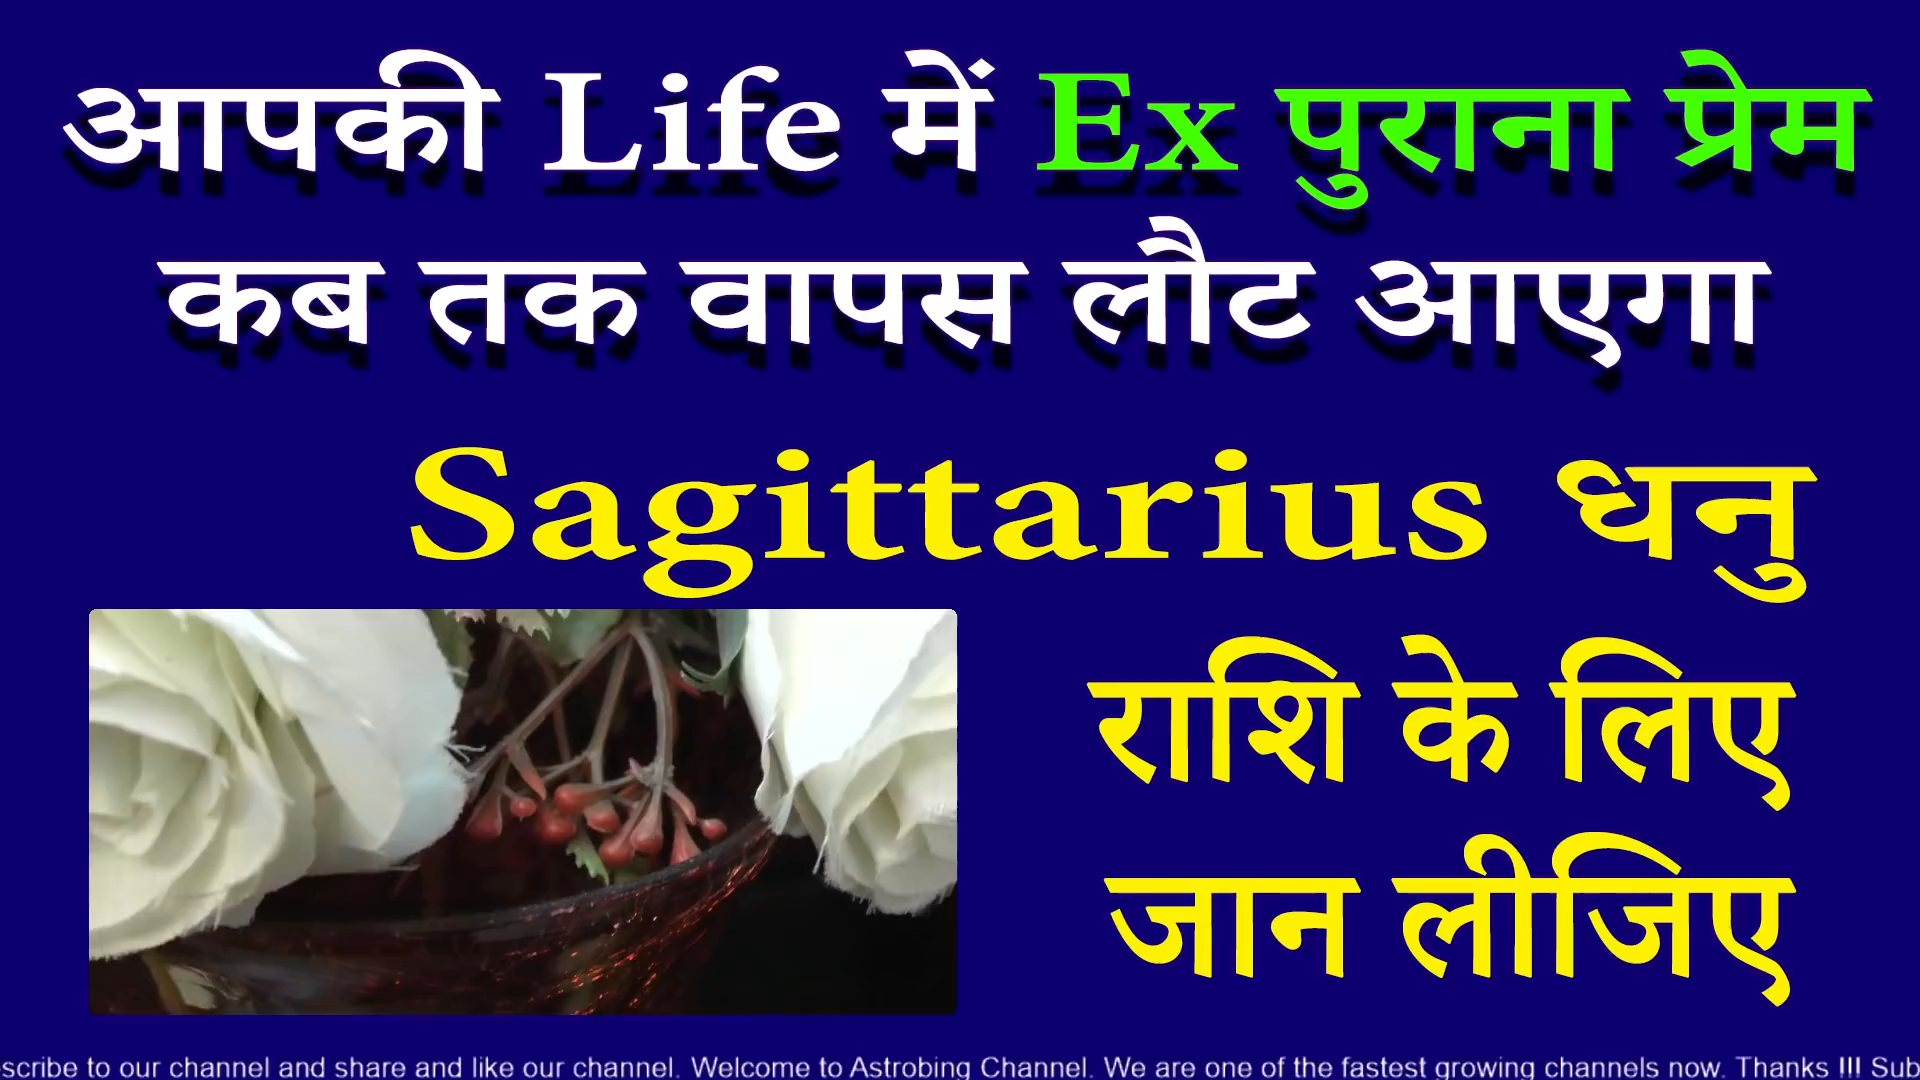 आपकी Life में Ex पुराना प्रेम
कब तक वापस लौट आएगा
Sagittarius धनु
राशि के लिए
जान लीजिए
scribe to our channel and share and like our channel. Welcome to Astrobing Channel. We are one of the fastest growing channels now. Thanks !!! Sub